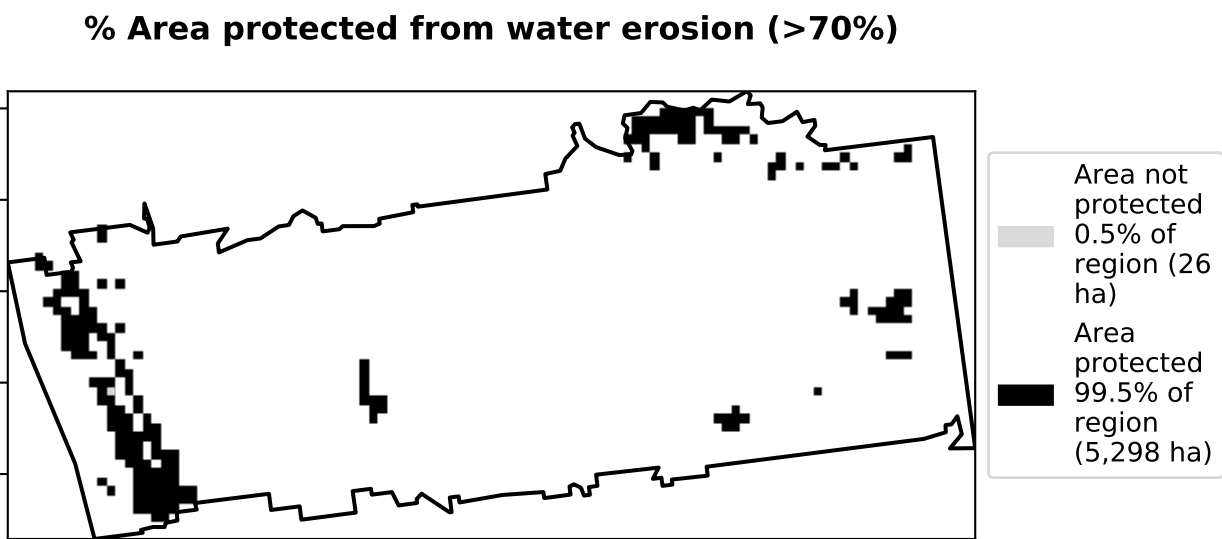 % Area protected from water erosion (>70%)
Area not
protected
0.5% of
region (26
ha)
Area
protected
99.5% of
region
(5,298 ha)